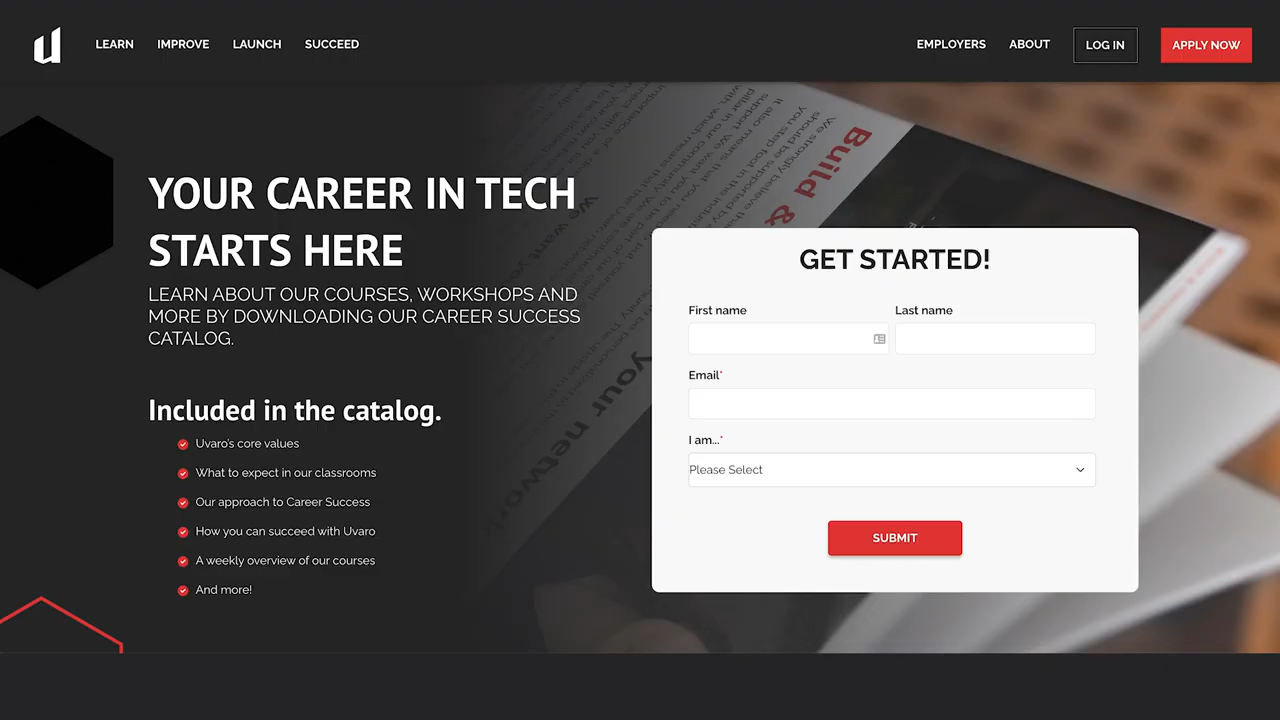 LEARN IMPROVE LAUNCH SUCCEED EMPLOYERS ABOUT LOG IN APPLY NOW
YOUR CAREER IN TECH
STARTS HERE
LEARN ABOUT OUR COURSES, WORKSHOPS AND
MORE BY DOWNLOADING OUR CAREER SUCCESS
CATALOG.
Included in the catalog.
Uvaro's core values
What to expect in our classrooms
Our approach to Career Success
How you can succeed with Uvaro
A weekly overview of our courses
And more!
Build &
your network
GET STARTED!
First name Last name
Email*
I am...*
Please Select
SUBMIT